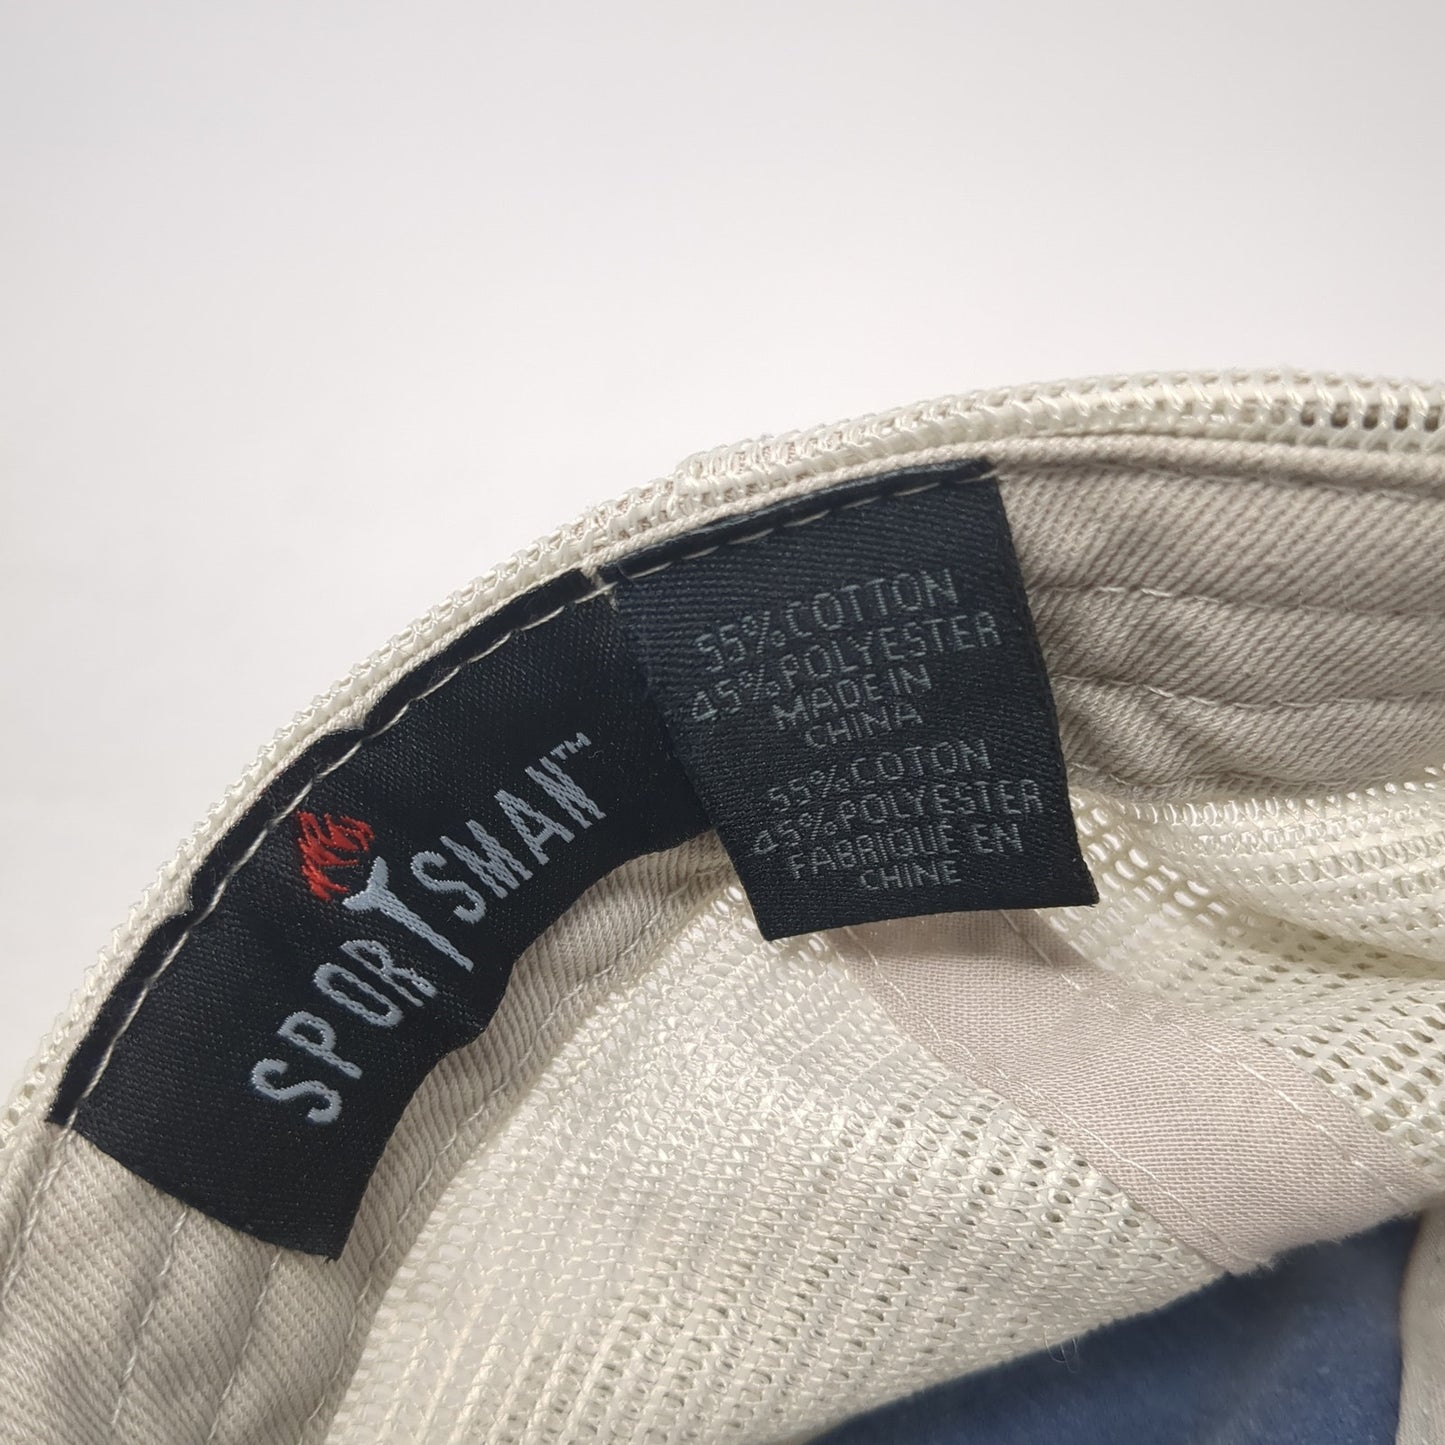 SPORTSMAN™
55% COTTON
45% POLYESTER
MADE IN
CHINA
55% COTON
45% POLYESTER
FABRIQUE EN
CHINE